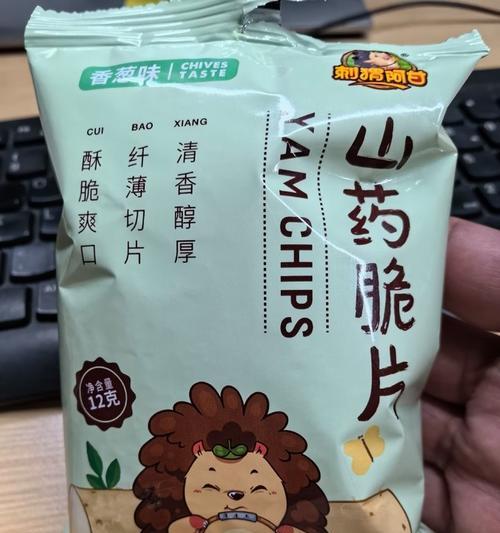 香葱味 CHIVES TASTE
刺猬阿甘
山药脆片
YAM CHIPS
CUI BAO XIANG
清香醇厚
纤薄切片
酥脆爽口
净含量
12克